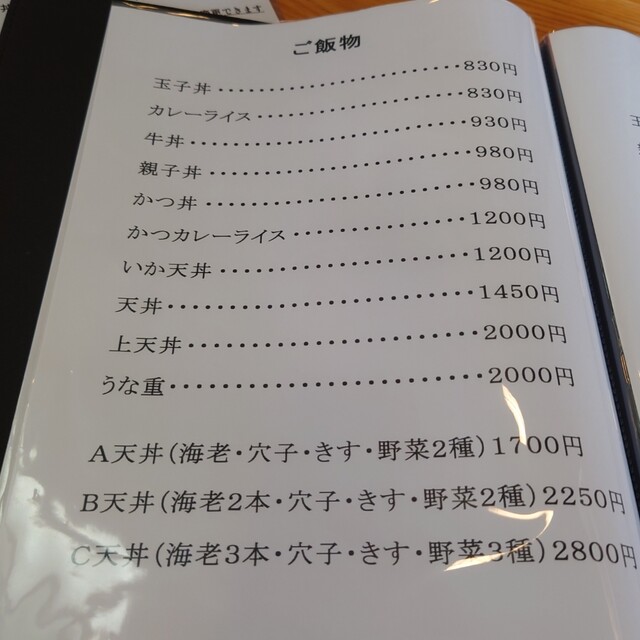 できます
ご飯物
玉子丼・・・・・・・・・・・・・・・・・・・・・・・・・・830円
カレーライス・・・・・・・・・・・・・・・・・・・・・・830円
牛丼・・・・・・・・・・・・・・・・・・・・・・・・・・・・930円
親子丼・・・・・・・・・・・・・・・・・・・・・・・・・・980円
かつ丼・・・・・・・・・・・・・・・・・・・・・・・・・・980円
かつカレーライス・・・・・・・・・・・・・・・・1200円
いか天丼・・・・・・・・・・・・・・・・・・・・・・・1200円
天丼・・・・・・・・・・・・・・・・・・・・・・・・・・・1450円
上天丼・・・・・・・・・・・・・・・・・・・・・・・・・2000円
うな重・・・・・・・・・・・・・・・・・・・・・・・・・2000円
A天丼(海老・穴子・きす・野菜2種)1700円
B天丼(海老2本・穴子・きす・野菜2種)2250円
C天丼(海老3本・穴子・きす・野菜3種)2800円